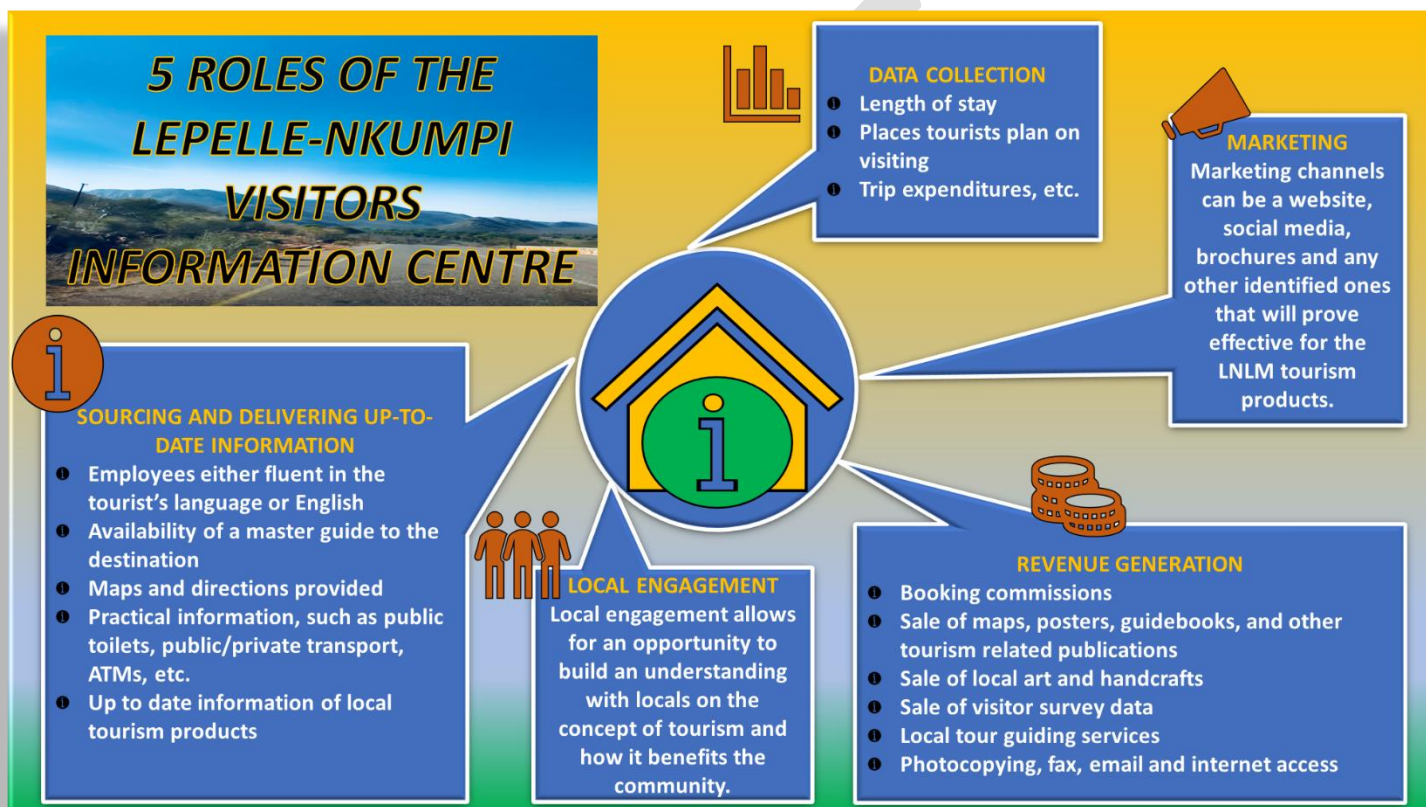 5 ROLES OF THE
LEPELLE-NKUMPI
VISITORS
INFORMATION CENTRE
DATA COLLECTION
Length of stay
Places tourists plan on
visiting
Trip expenditures, etc.
MARKETING
Marketing channels
can be a website,
social media,
brochures and any
other identified ones
that will prove
effective for the
LNLM tourism
products.
SOURCING AND DELIVERING UP-TO-
DATE INFORMATION
Employees either fluent in the
tourist's language or English
Availability of a master guide to the
destination
Maps and directions provided
Practical information, such as public
toilets, public/private transport,
ATMs, etc.
Up to date information of local
tourism products
LOCAL ENGAGEMENT
Local engagement allows
for an opportunity to
build an understanding
with locals on the
concept of tourism and
how it benefits the
community.
REVENUE GENERATION
Booking commissions
Sale of maps, posters, guidebooks, and other
tourism related publications
Sale of local art and handcrafts
Sale of visitor survey data
Local tour guiding services
Photocopying, fax, email and internet access